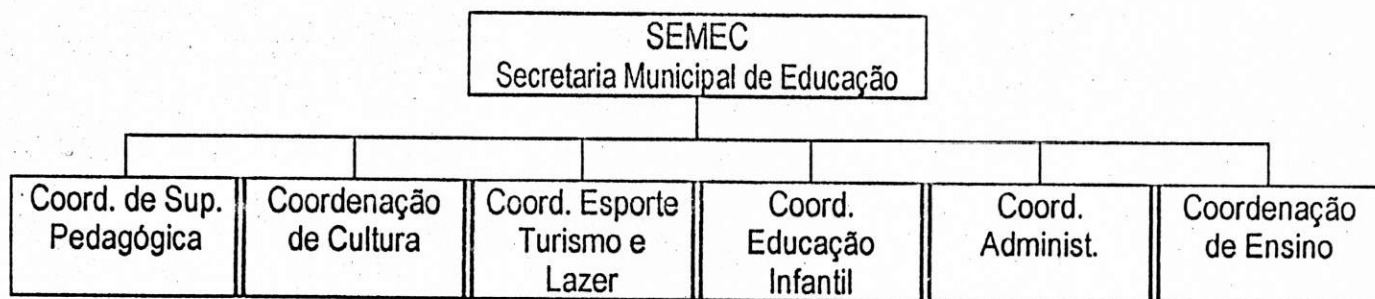 SEMEC
Secretaria Municipal de Educação
Coord. de Sup.
Pedagógica
Coordenação
de Cultura
Coord. Esporte
Turismo e
Lazer
Coord.
Educação
Infantil
Coord.
Administ.
Coordenação
de Ensino